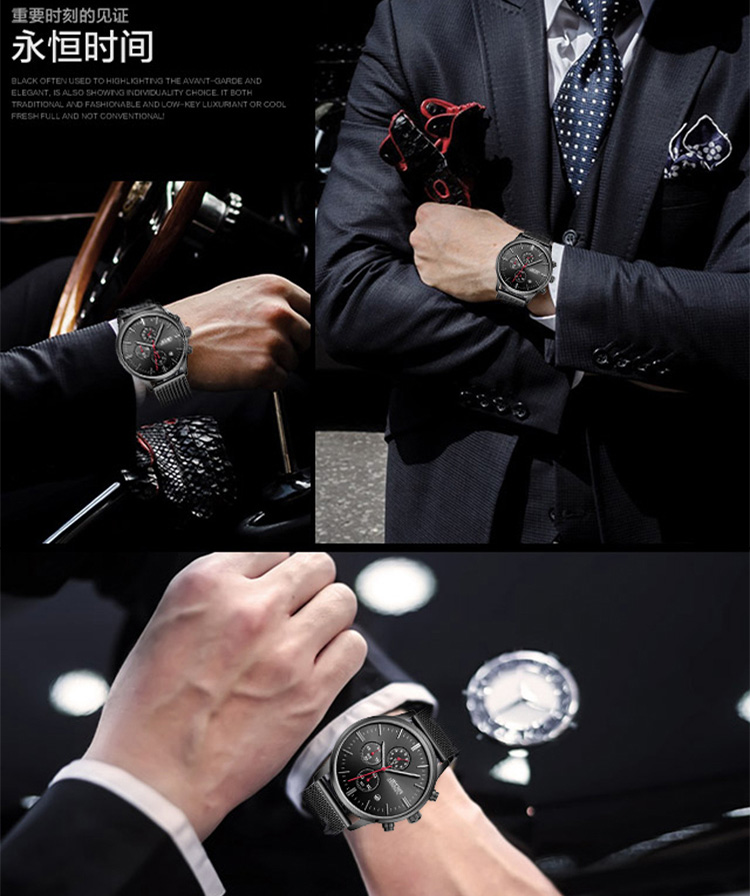 重要时刻的见证
永恒时间
BLACK OFTEN USED TO HIGHLIGHTING THE AVANT-GARDE AND
ELEGANT, IS ALSO SHOWING INDIVIDUALITY CHOICE. IT BOTH
TRADITIONAL AND FASHIONABLE AND LOW-KEY LUXURIANT OR COOL
FRESH FULL AND NOT CONVENTIONAL!